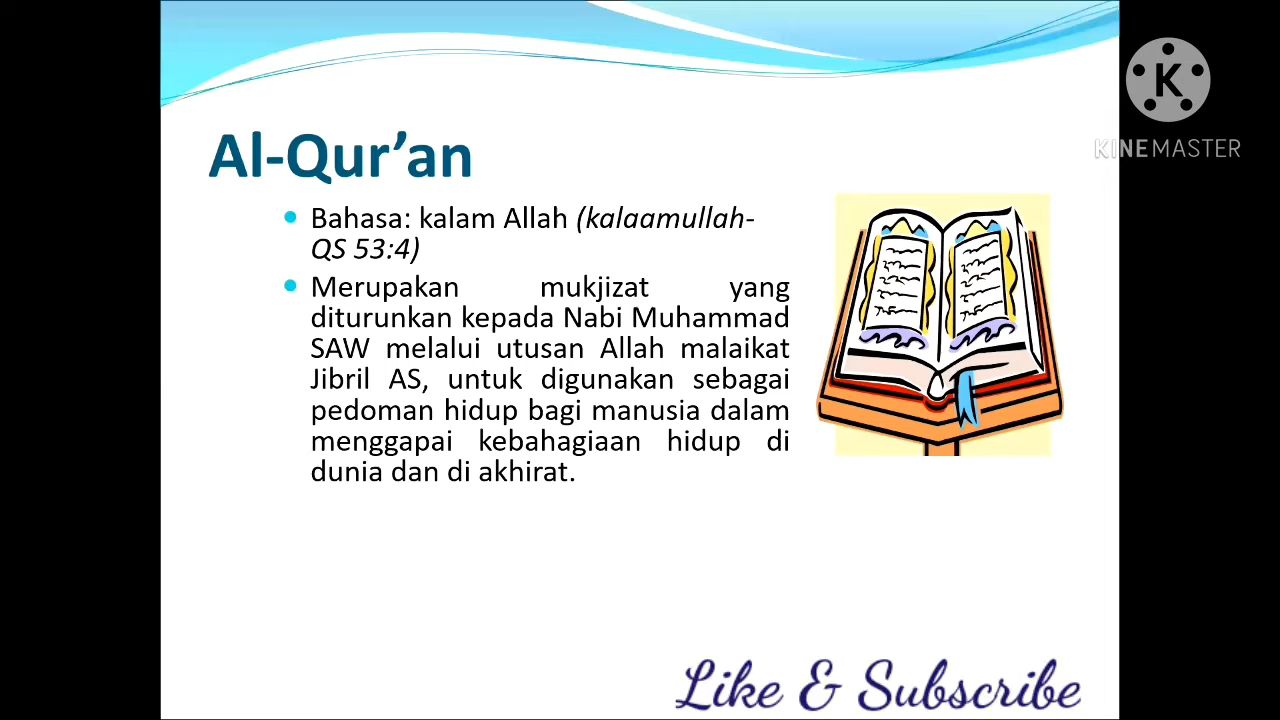 KINEMASTER
Al-Qur’an
• Bahasa: kalam Allah (kalaamullah-
QS 53:4)
• Merupakan mukjizat yang
diturunkan kepada Nabi Muhammad
SAW melalui utusan Allah malaikat
Jibril AS, untuk digunakan sebagai
pedoman hidup bagi manusia dalam
menggapai kebahagiaan hidup di
dunia dan di akhirat.
Like & Subscribe